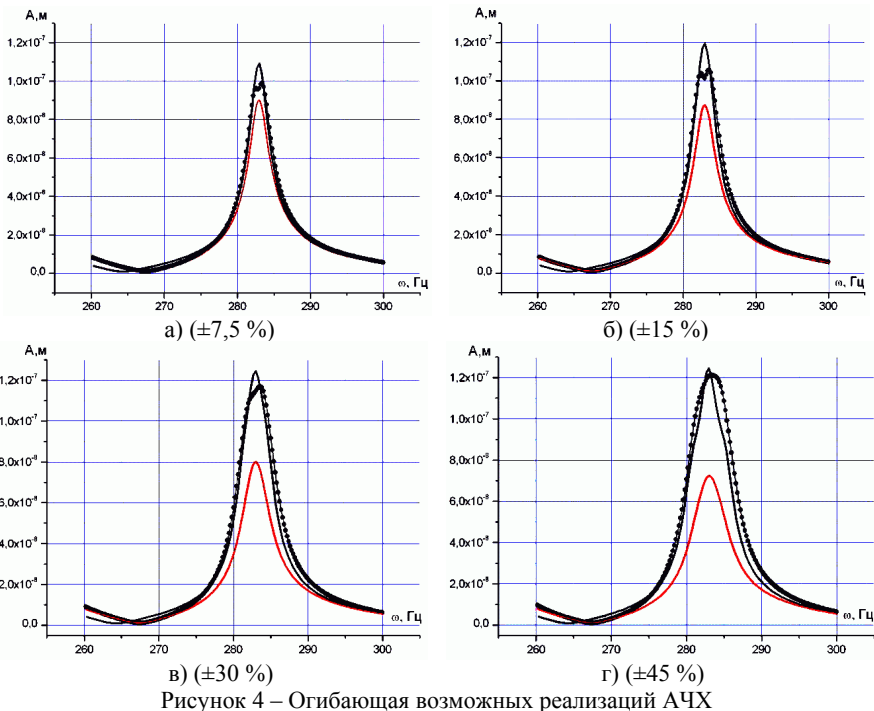 А,м
1,2x10⁻⁷
1,0x10⁻⁷
8,0x10⁻⁸
6,0x10⁻⁸
4,0x10⁻⁸
2,0x10⁻⁸
0,0
ω, Гц
260 270 280 290 300
а) (±7,5 %)
А,м
1,2x10⁻⁷
1,0x10⁻⁷
8,0x10⁻⁸
6,0x10⁻⁸
4,0x10⁻⁸
2,0x10⁻⁸
0,0
ω, Гц
260 270 280 290 300
б) (±15 %)
А,м
1,2x10⁻⁷
1,0x10⁻⁷
8,0x10⁻⁸
6,0x10⁻⁸
4,0x10⁻⁸
2,0x10⁻⁸
0,0
ω, Гц
260 270 280 290 300
в) (±30 %)
А,м
1,2x10⁻⁷
1,0x10⁻⁷
8,0x10⁻⁸
6,0x10⁻⁸
4,0x10⁻⁸
2,0x10⁻⁸
0,0
ω, Гц
260 270 280 290 300
г) (±45 %)
Рисунок 4 – Огибающая возможных реализаций АЧХ